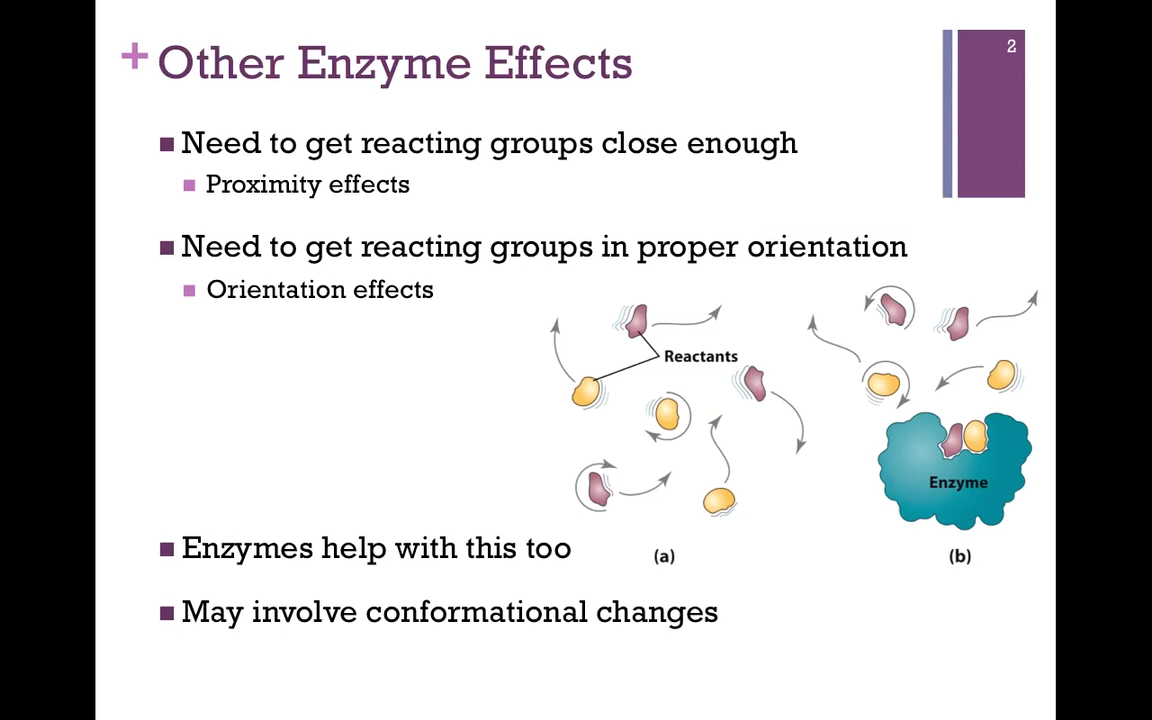 2
+ Other Enzyme Effects
Need to get reacting groups close enough
Proximity effects
Need to get reacting groups in proper orientation
Orientation effects
Reactants
Enzyme
Enzymes help with this too
(a)
(b)
May involve conformational changes